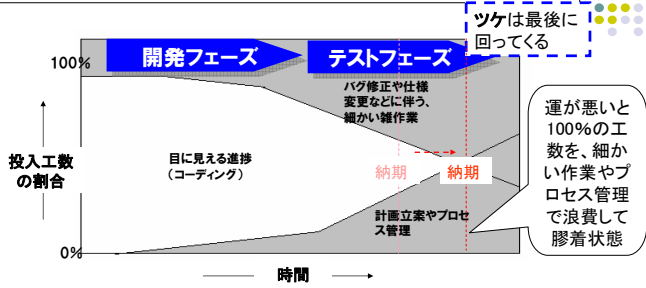 ツケは最後に
回ってくる
開発フェーズ
テストフェーズ
100%
バグ修正や仕様
変更などに伴う、
細かい雑作業
運が悪いと
100%の工
数を、細か
い作業やプ
ロセス管理
で浪費して
膠着状態
投入工数
の割合
目に見える進捗
（コーディング）
納期
納期
計画立案やプロセ
ス管理
0%
時間